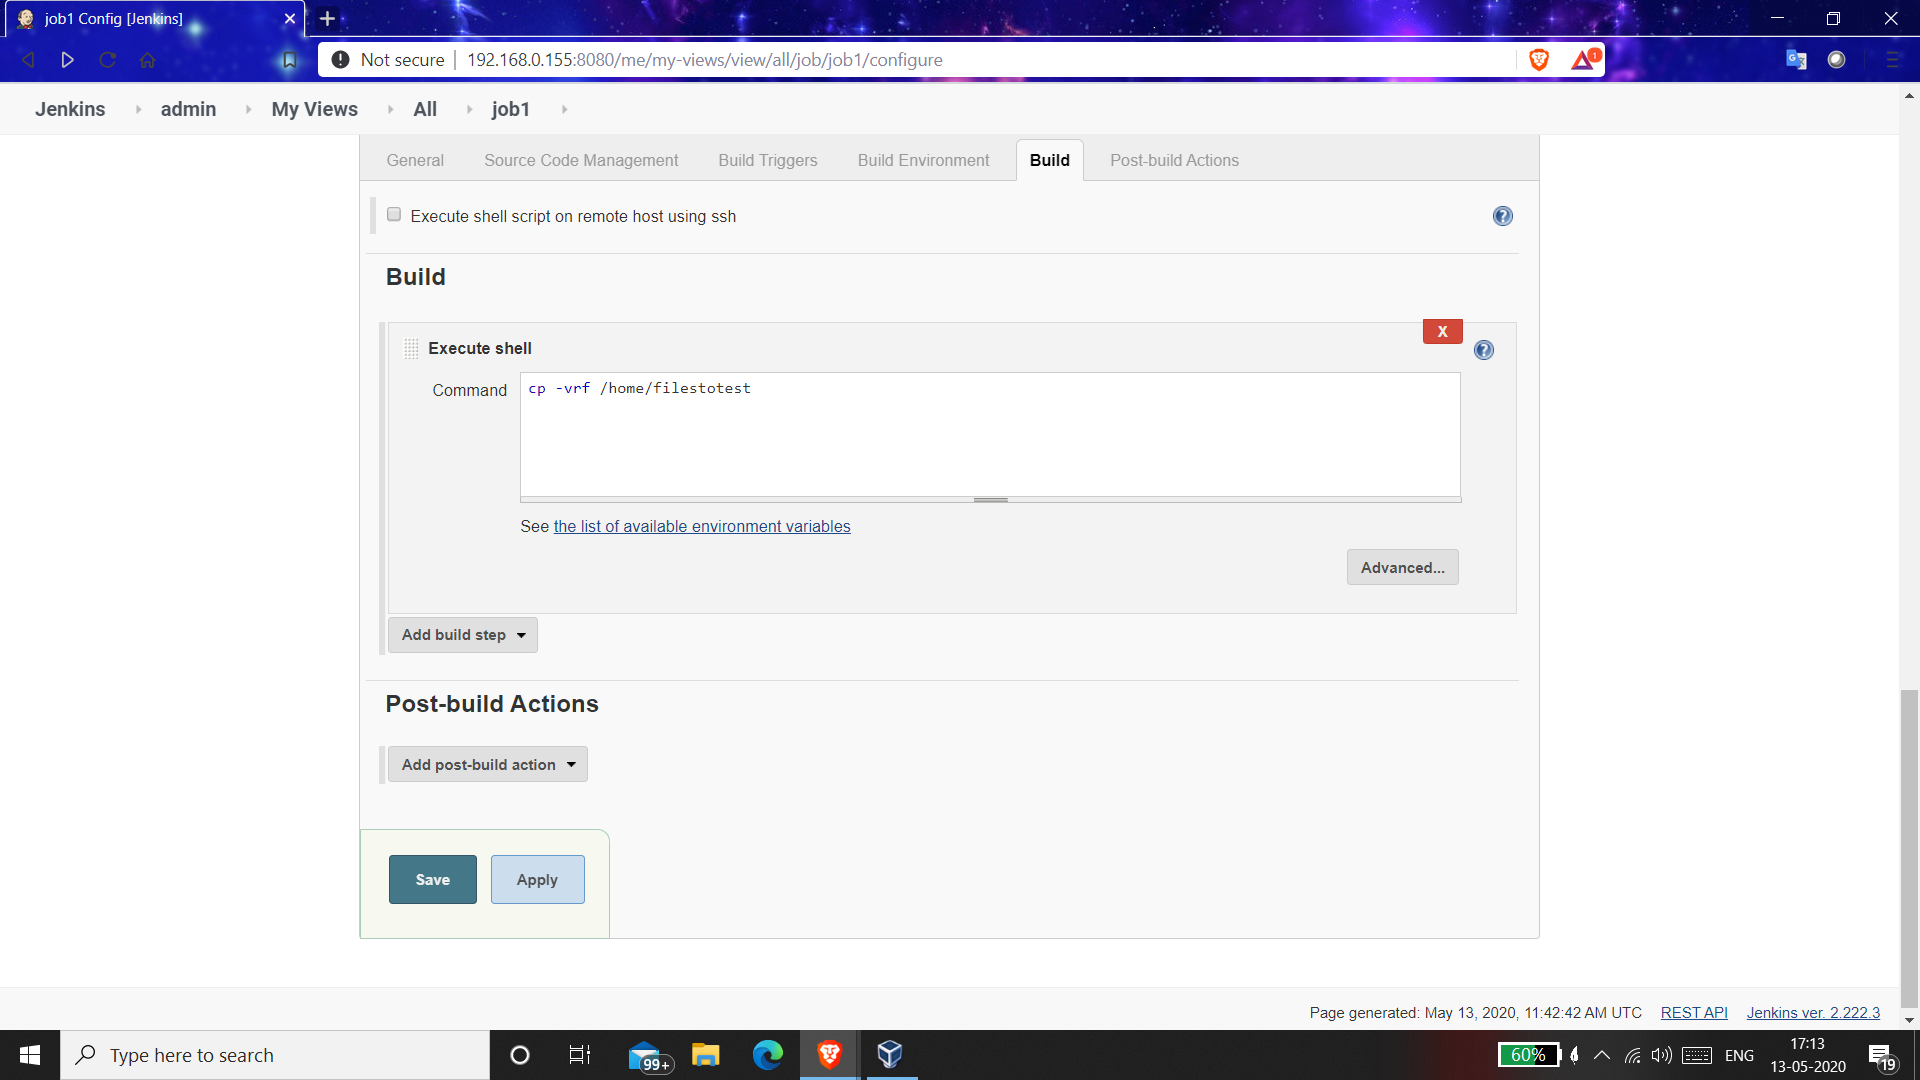 job1 Config [Jenkins]
Not secure 192.168.0.155:8080/me/my-views/view/all/job/job1/configure
1
Jenkins admin My Views All job1
General Source Code Management Build Triggers Build Environment Build Post-build Actions
Execute shell script on remote host using ssh
Build
X
Execute shell
Command cp -vrf /home/filestotest
See the list of available environment variables
Advanced...
Add build step
Post-build Actions
Add post-build action
Save Apply
Page generated: May 13, 2020, 11:42:42 AM UTC REST API Jenkins ver. 2.222.3
Type here to search
99+
60%
ENG
17:13
13-05-2020
19